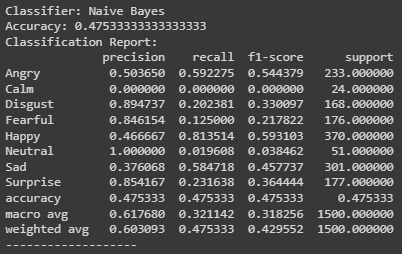 Classifier: Naive Bayes
Accuracy: 0.47533333333333333
Classification Report:
precision recall f1-score support
Angry 0.503650 0.592275 0.544379 233.000000
Calm 0.000000 0.000000 0.000000 24.000000
Disgust 0.894737 0.202381 0.330097 168.000000
Fearful 0.846154 0.125000 0.217822 176.000000
Happy 0.466667 0.813514 0.593103 370.000000
Neutral 1.000000 0.019608 0.038462 51.000000
Sad 0.376068 0.584718 0.457737 301.000000
Surprise 0.854167 0.231638 0.364444 177.000000
accuracy 0.475333 0.475333 0.475333 0.475333
macro avg 0.617680 0.321142 0.318256 1500.000000
weighted avg 0.603093 0.475333 0.429552 1500.000000
-------------------